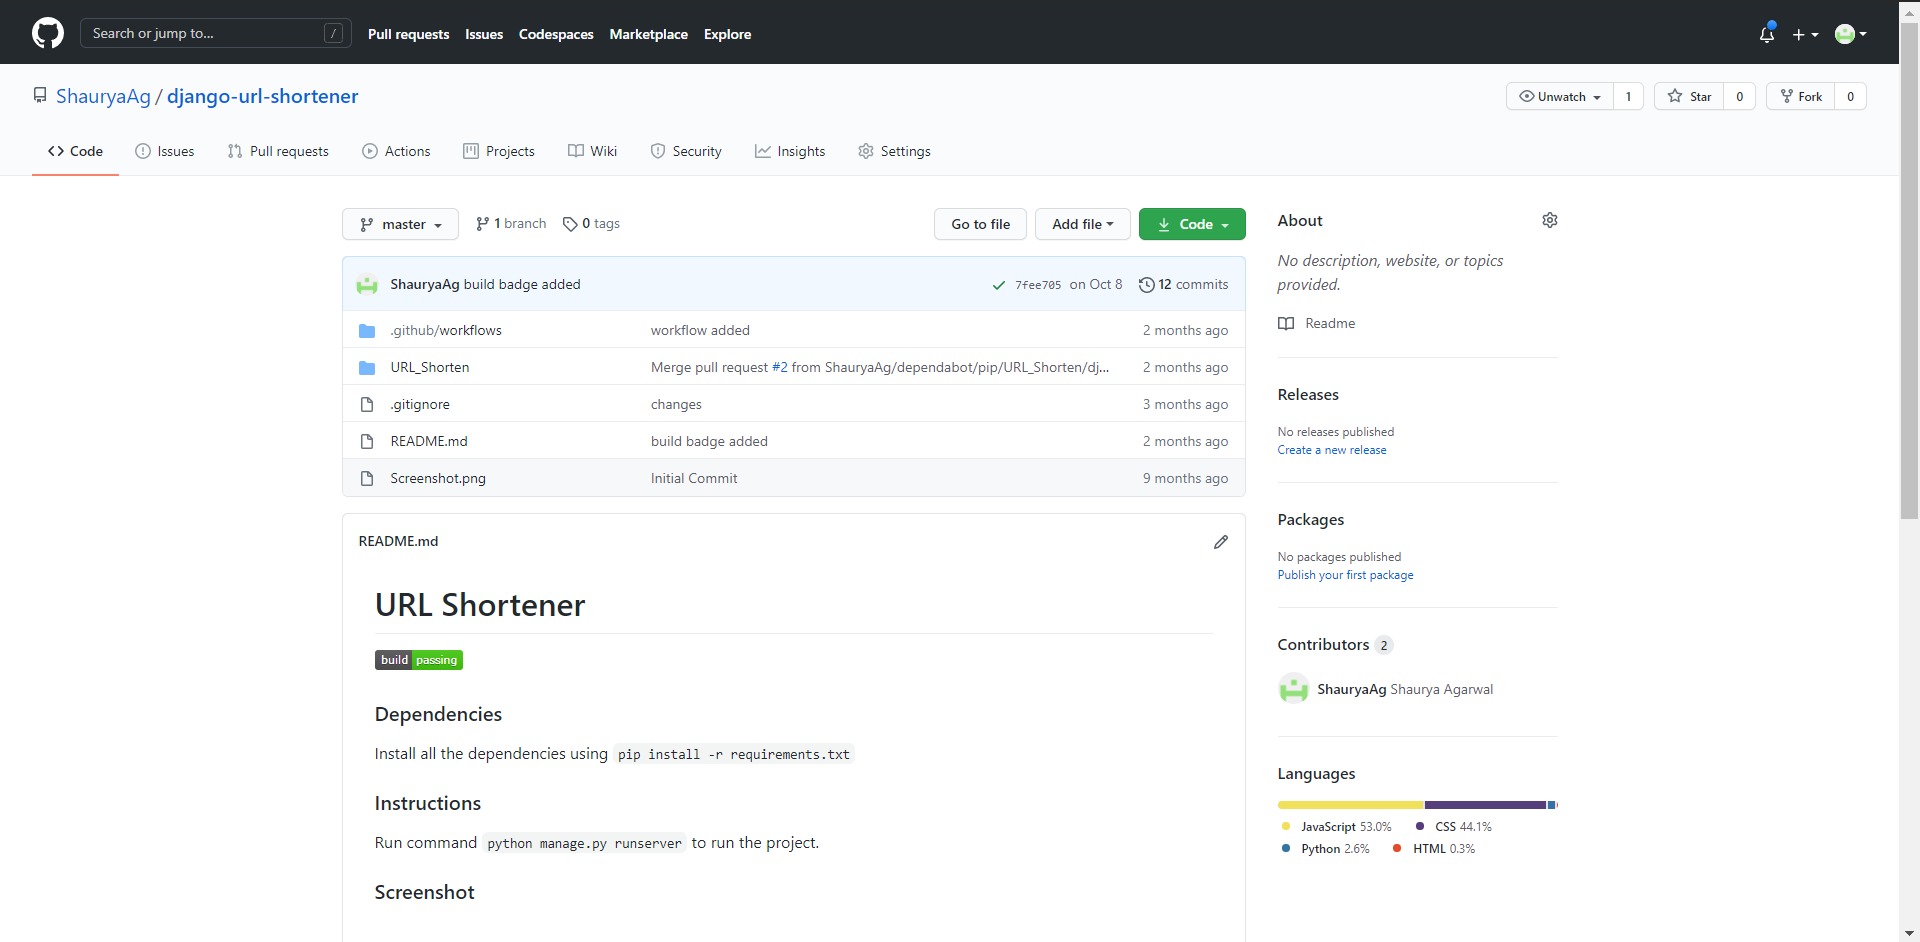 Search or jump to... /
Pull requests Issues Codespaces Marketplace Explore
ShauryaAg / django-url-shortener
Unwatch 1 Star 0 Fork 0
Code Issues Pull requests Actions Projects Wiki Security Insights Settings
master 1 branch 0 tags Go to file Add file Code
ShauryaAg build badge added 7fee705 on Oct 8 12 commits
.github/workflows workflow added 2 months ago
URL_Shorten Merge pull request #2 from ShauryaAg/dependabot/pip/URL_Shorten/dj... 2 months ago
.gitignore changes 3 months ago
README.md build badge added 2 months ago
Screenshot.png Initial Commit 9 months ago
README.md
URL Shortener
build passing
Dependencies
Install all the dependencies using pip install -r requirements.txt
Instructions
Run command python manage.py runserver to run the project.
Screenshot
About
No description, website, or topics
provided.
Readme
Releases
No releases published
Create a new release
Packages
No packages published
Publish your first package
Contributors 2
ShauryaAg Shaurya Agarwal
Languages
JavaScript 53.0% CSS 44.1%
Python 2.6% HTML 0.3%